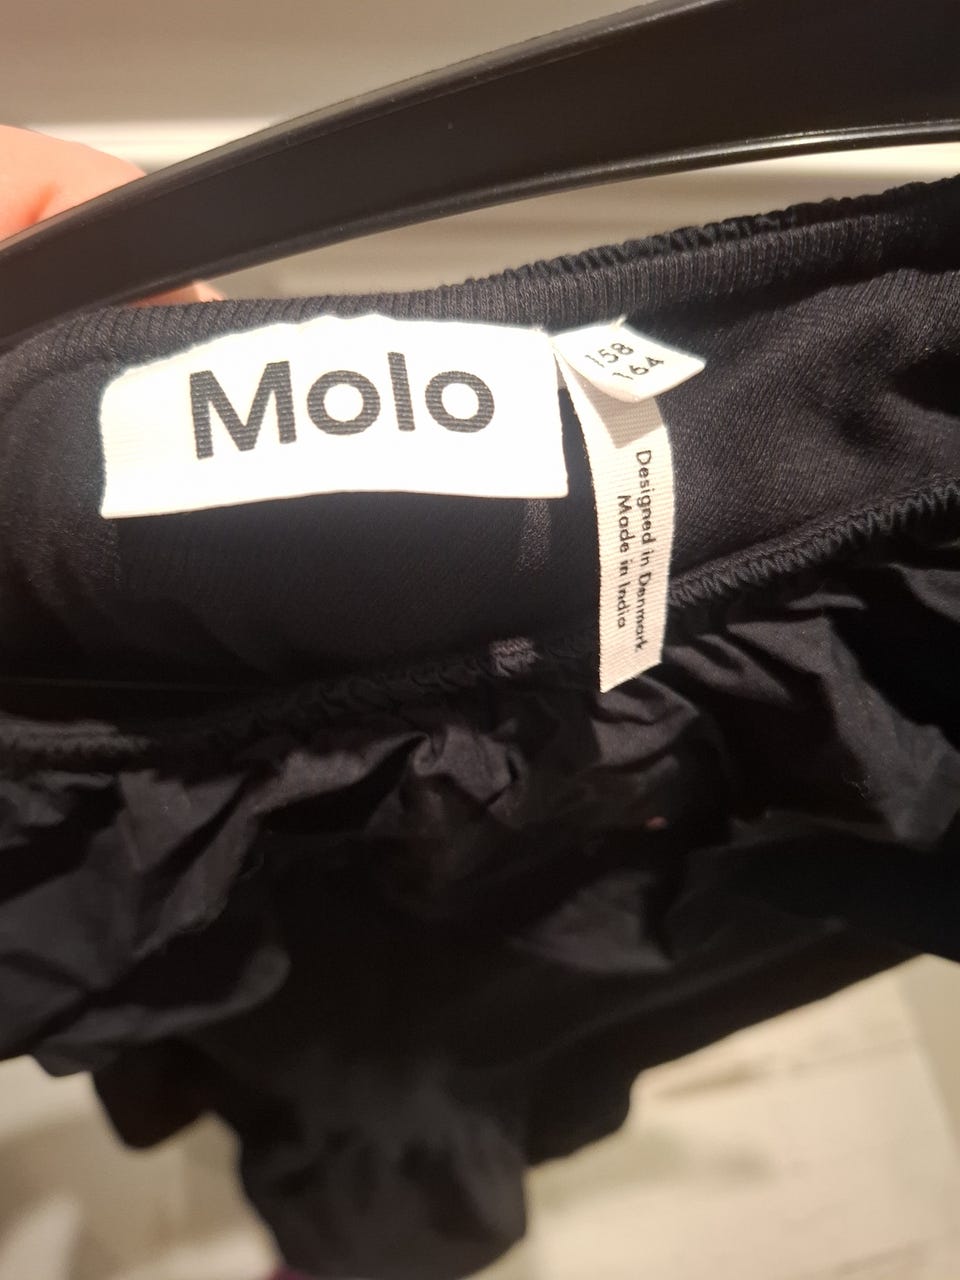 Molo
158
164
Designed in Denmark
Made in India